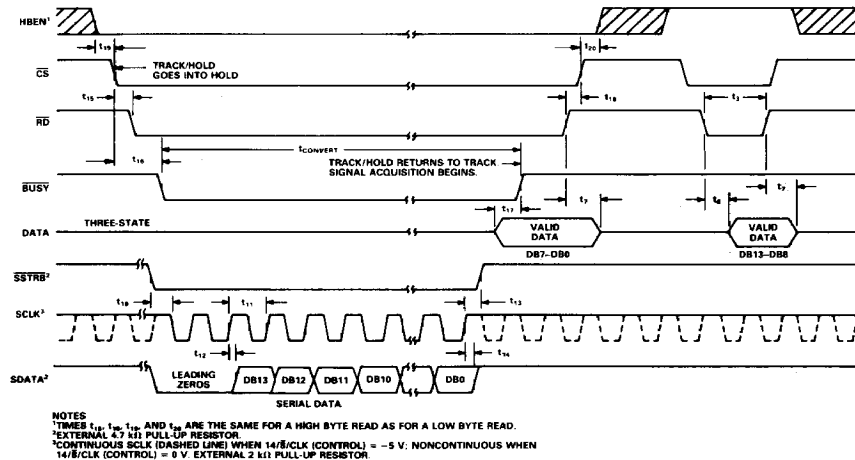 HBEN¹
t₁₉
t₂₀
CS
TRACK/HOLD
GOES INTO HOLD
t₁₅
t₁₈
t₃
RD
t₁₆
tCONVERT
TRACK/HOLD RETURNS TO TRACK
SIGNAL ACQUISITION BEGINS.
BUSY
t₁₇
t₇
t₆
t₇
DATA
THREE-STATE
VALID
DATA
VALID
DATA
DB7–DB0
DB13–DB8
SSTRB²
t₁₀
t₁₁
t₁₃
SCLK³
t₁₂
t₁₄
SDATA²
LEADING
ZEROS
DB13
DB12
DB11
DB10
DB0
SERIAL DATA
NOTES
¹TIMES t₁₅, t₁₆, t₁₉, AND t₂₀ ARE THE SAME FOR A HIGH BYTE READ AS FOR A LOW BYTE READ.
²EXTERNAL 4.7 kΩ PULL-UP RESISTOR.
³CONTINUOUS SCLK (DASHED LINE) WHEN 14/8/CLK (CONTROL) = –5 V; NONCONTINUOUS WHEN
14/8/CLK (CONTROL) = 0 V. EXTERNAL 2 kΩ PULL-UP RESISTOR.